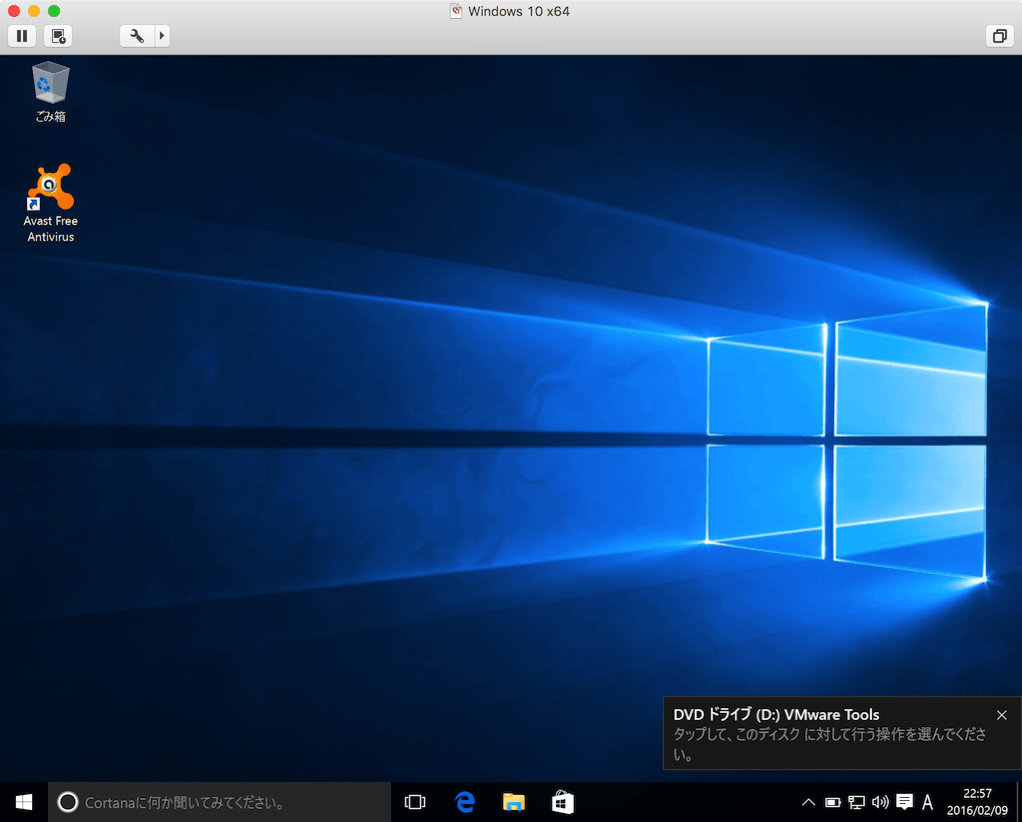 Windows 10 x64
ごみ箱
Avast Free
Antivirus
DVD ドライブ (D:) VMware Tools
タップして、このディスク に対して行う操作を選んでくださ
い。
Cortanaに何か聞いてみてください。
A
22:57
2016/02/09